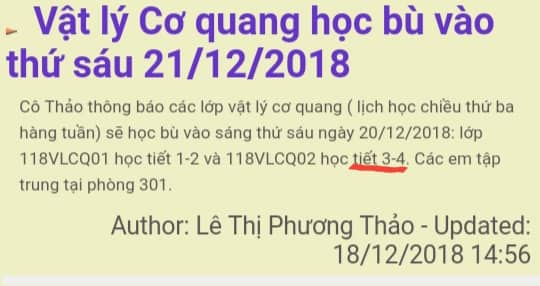 Vật lý Cơ quang học bù vào
thứ sáu 21/12/2018
Cô Thảo thông báo các lớp vật lý cơ quang ( lịch học chiều thứ ba
hàng tuần) sẽ học bù vào sáng thứ sáu ngày 20/12/2018: lớp
118VLCQ01 học tiết 1-2 và 118VLCQ02 học tiết 3-4. Các em tập
trung tại phòng 301.
Author: Lê Thị Phương Thảo - Updated:
18/12/2018 14:56